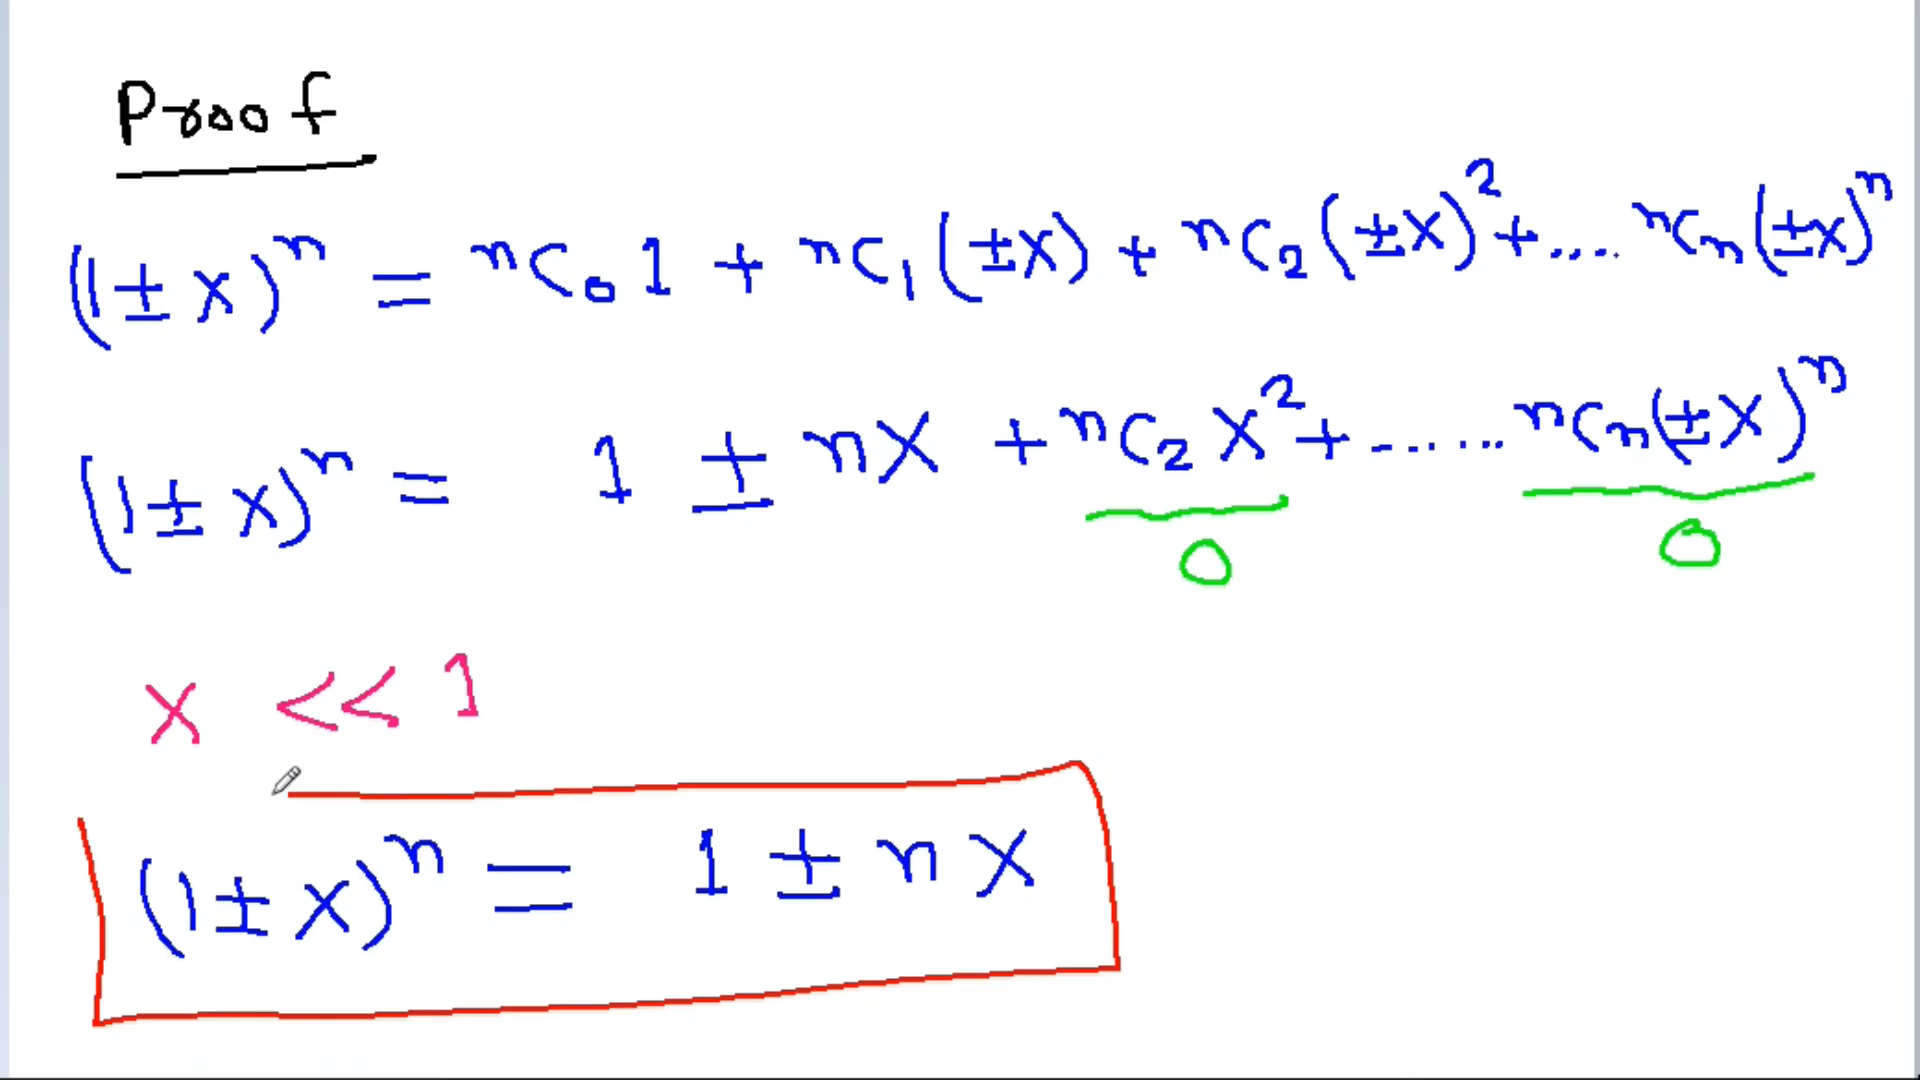 Proof
(1 ± x)ⁿ = ⁿC₀ 1 + ⁿC₁ (±x) + ⁿC₂ (±x)² + .... ⁿCₙ (±x)ⁿ
(1 ± x)ⁿ = 1 ± nx + ⁿC₂ x² + ...... ⁿCₙ (±x)ⁿ
0 0
x << 1
(1 ± x)ⁿ = 1 ± nx